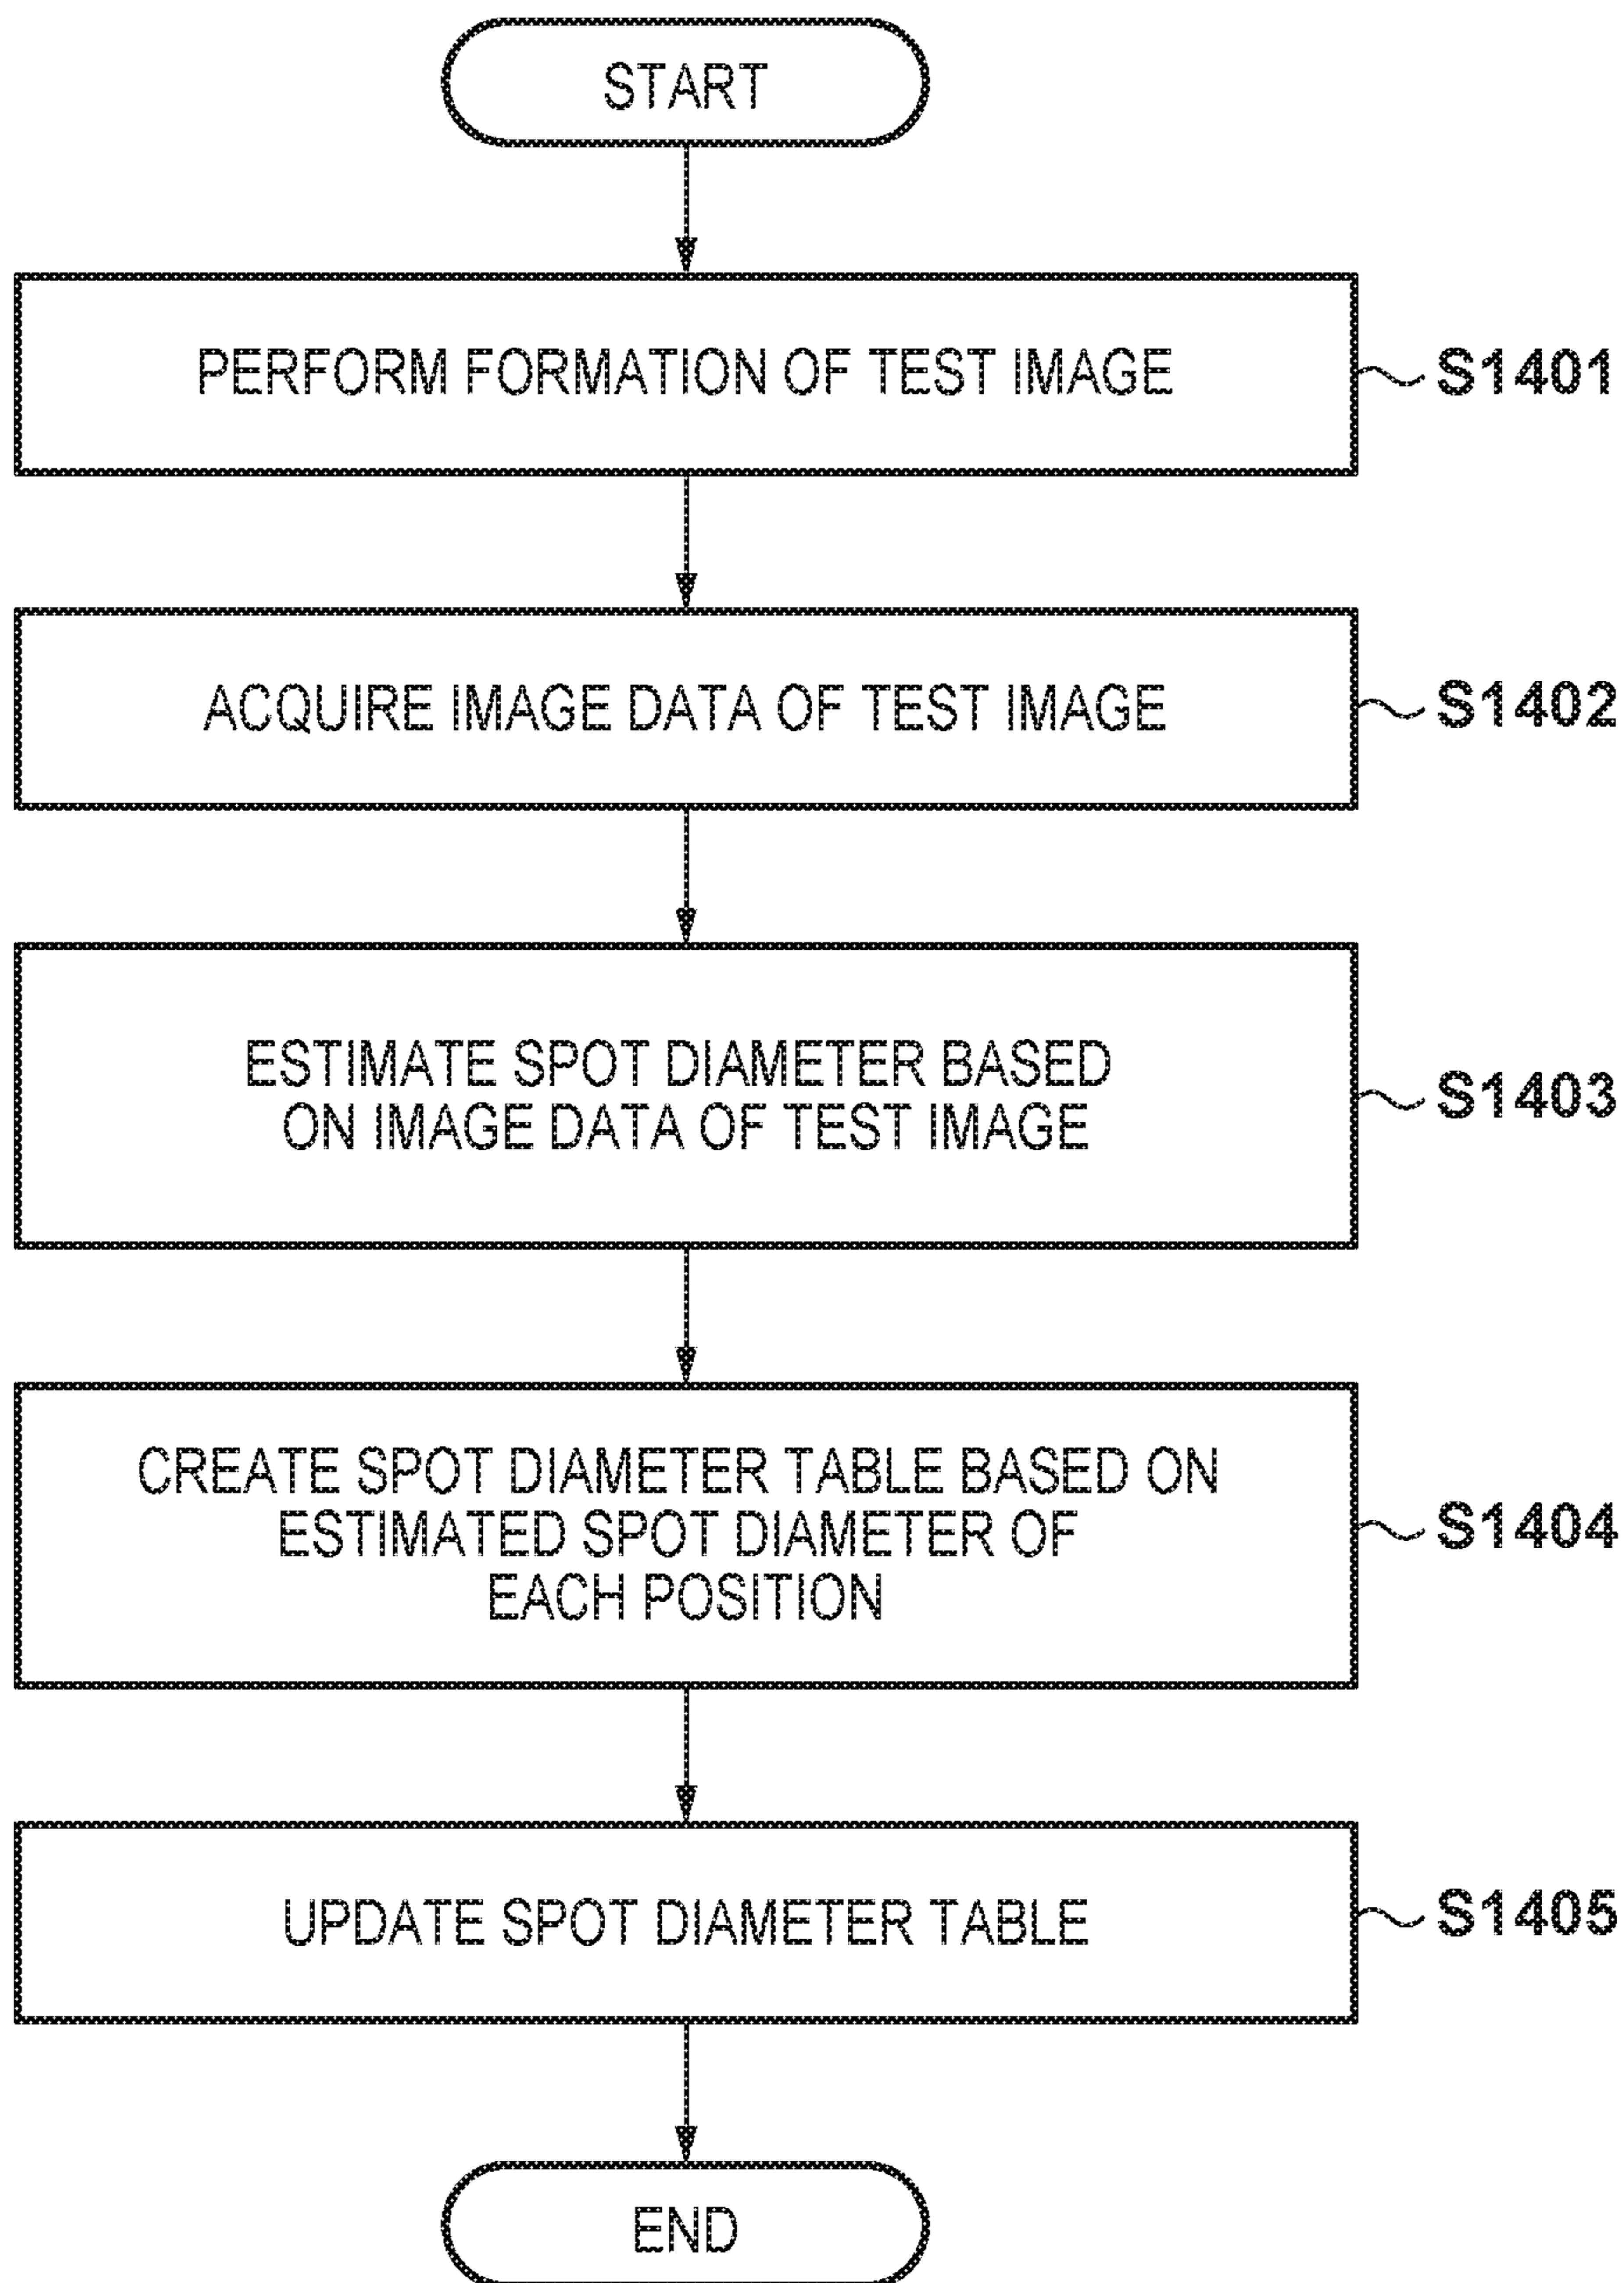 START
PERFORM FORMATION OF TEST IMAGE
S1401
ACQUIRE IMAGE DATA OF TEST IMAGE
S1402
ESTIMATE SPOT DIAMETER BASED
ON IMAGE DATA OF TEST IMAGE
S1403
CREATE SPOT DIAMETER TABLE BASED ON
ESTIMATED SPOT DIAMETER OF
EACH POSITION
S1404
UPDATE SPOT DIAMETER TABLE
S1405
END